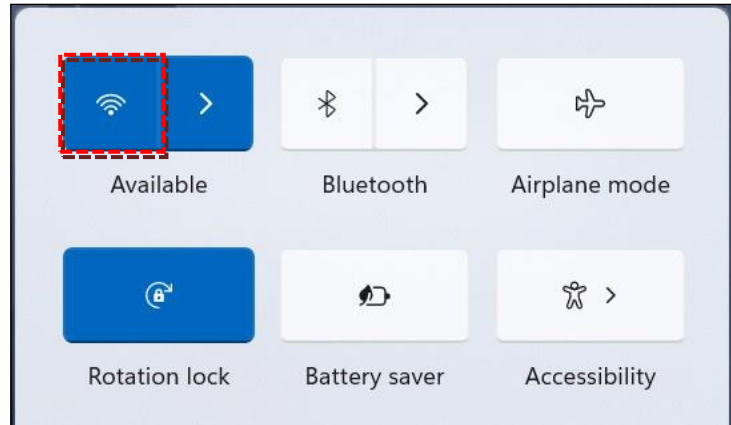 Available
Bluetooth
Airplane mode
Rotation lock
Battery saver
Accessibility